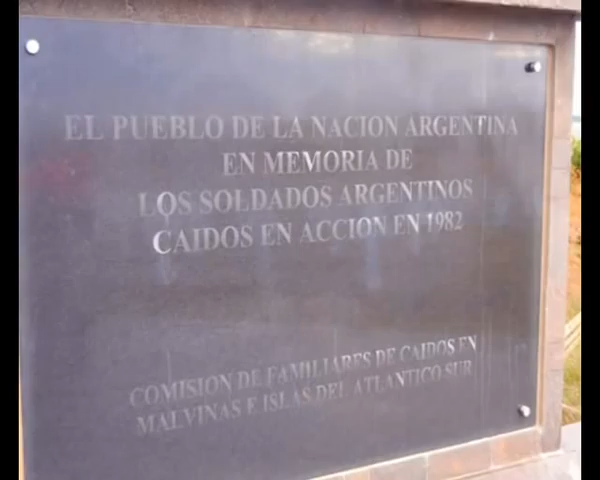 EL PUEBLO DE LA NACION ARGENTINA
EN MEMORIA DE
LOS SOLDADOS ARGENTINOS
CAIDOS EN ACCION EN 1982
COMISION DE FAMILIARES DE CAIDOS EN
MALVINAS E ISLAS DEL ATLANTICO SUR